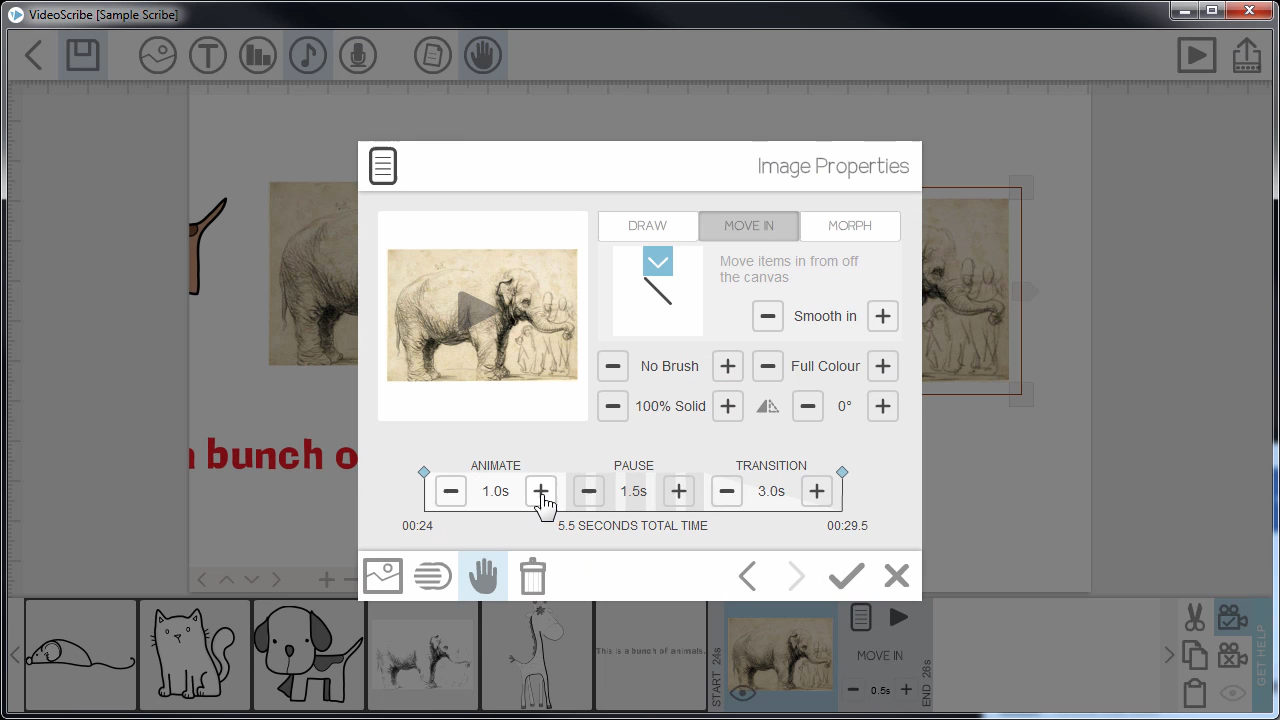 VideoScribe [Sample Scribe]
T
Image Properties
DRAW
MOVE IN
MORPH
Move items in from off
the canvas
Smooth in
No Brush
Full Colour
100% Solid
0°
bunch o
ANIMATE
PAUSE
TRANSITION
1.0s
1.5s
3.0s
00:24
5.5 SECONDS TOTAL TIME
00:29.5
This is a bunch of animals.
START 24s
MOVE IN
0.5s
END 26s
GET HELP